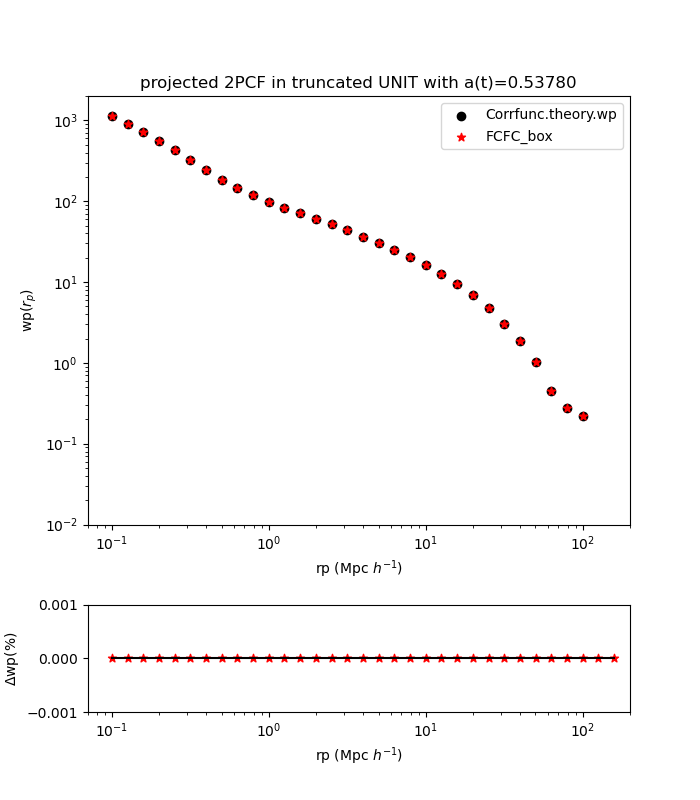 projected 2PCF in truncated UNIT with a(t)=0.53780
Corrfunc.theory.wp
FCFC_box
10³
10²
10¹
10⁰
10⁻¹
10⁻²
wp(rₚ)
10⁻¹ 10⁰ 10¹ 10²
rp (Mpc h⁻¹)
0.001
0.000
−0.001
Δwp(%)
10⁻¹ 10⁰ 10¹ 10²
rp (Mpc h⁻¹)